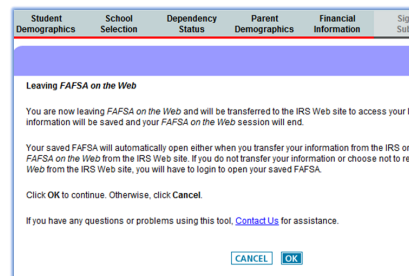 Student School Dependency Parent Financial Sig
Demographics Selection Status Demographics Information Sub
Leaving FAFSA on the Web
You are now leaving FAFSA on the Web and will be transferred to the IRS Web site to access your
information will be saved and your FAFSA on the Web session will end.
Your saved FAFSA will automatically open either when you transfer your information from the IRS or
FAFSA on the Web from the IRS Web site. If you do not transfer your information or choose not to re
Web from the IRS Web site, you will have to login to open your saved FAFSA.
Click OK to continue. Otherwise, click Cancel.
If you have any questions or problems using this tool, Contact Us for assistance.
CANCEL OK